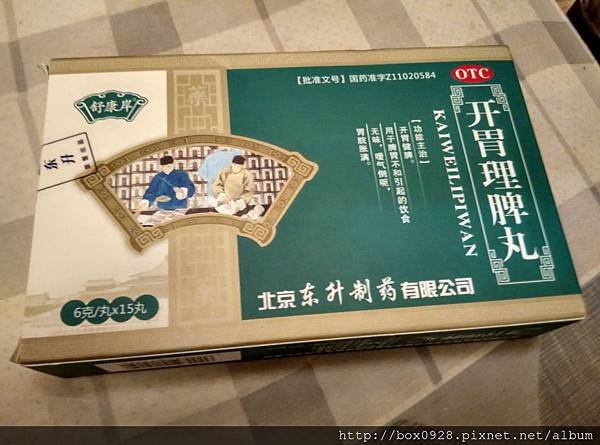 舒康岸
【批准文号】国药准字Z11020584
OTC
开胃理脾丸
KAIWEILIPIWAN
【功能主治】
开胃健脾。
用于脾胃不和引起的饮食
无味，嗳气倒呃，
胃脘胀满。
东升
6克/丸x15丸
北京东升制药有限公司
http://box0928.pixnet.net/album